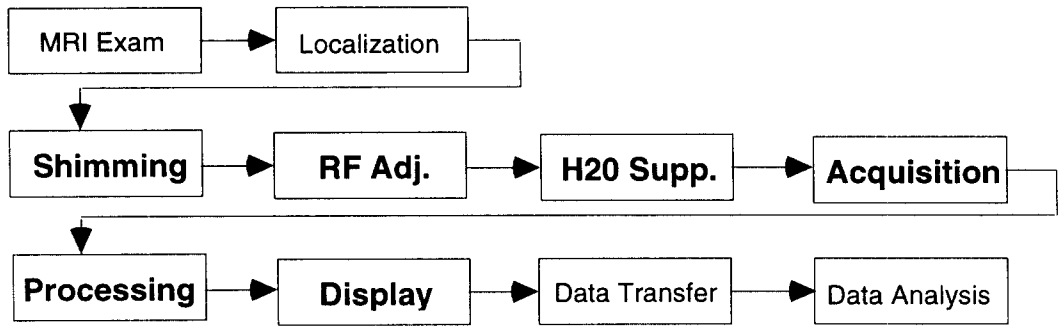 MRI Exam
Localization
Shimming
RF Adj.
H20 Supp.
Acquisition
Processing
Display
Data Transfer
Data Analysis